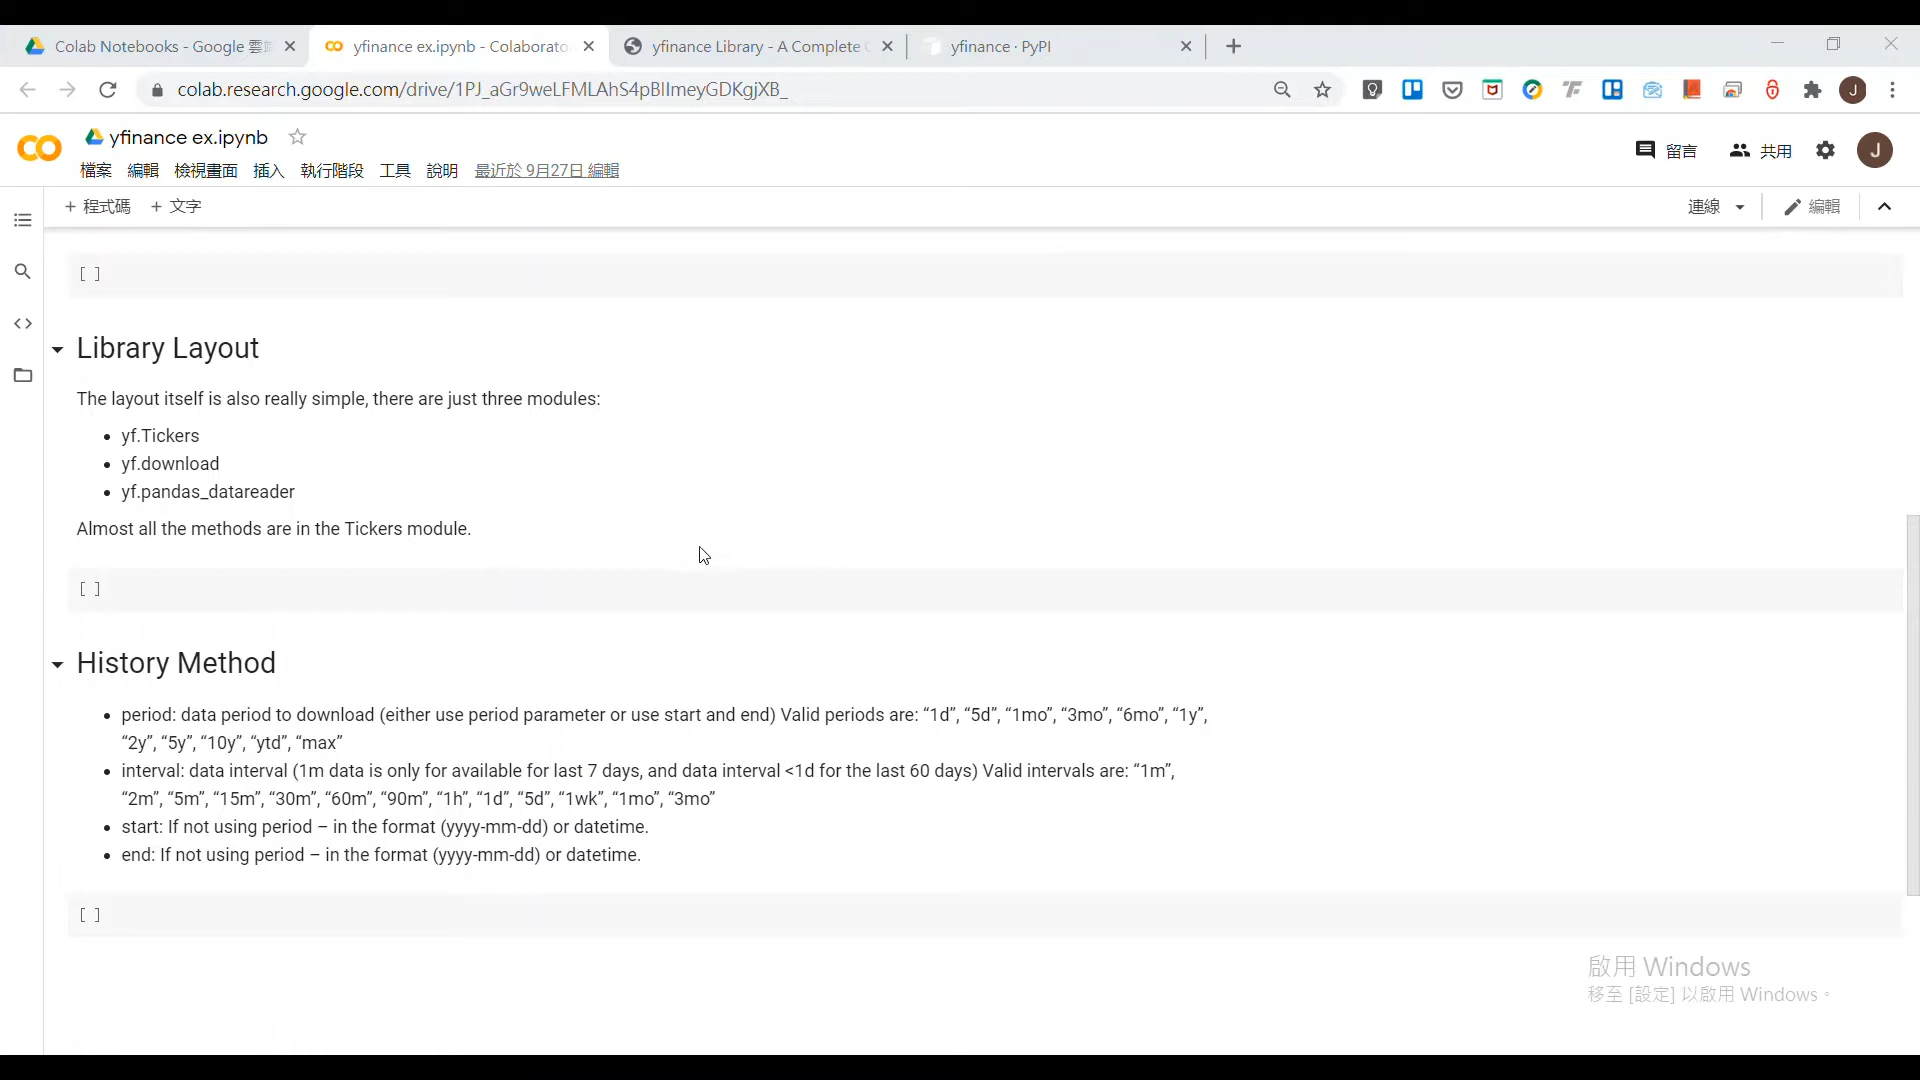 Colab Notebooks - Google 雲
yfinance ex.ipynb - Colaborato
yfinance Library - A Complete
yfinance · PyPI
colab.research.google.com/drive/1PJ_aGr9weLFMLAhS4pBlImeyGDKgjXB_
J
yfinance ex.ipynb
檔案 編輯 檢視畫面 插入 執行階段 工具 說明 最近於 9月27日 編輯
留言 共用 J
+ 程式碼 + 文字 連線 編輯
[ ]
Library Layout
The layout itself is also really simple, there are just three modules:
• yf.Tickers
• yf.download
• yf.pandas_datareader
Almost all the methods are in the Tickers module.
[ ]
History Method
• period: data period to download (either use period parameter or use start and end) Valid periods are: “1d”, “5d”, “1mo”, “3mo”, “6mo”, “1y”,
“2y”, “5y”, “10y”, “ytd”, “max”
• interval: data interval (1m data is only for available for last 7 days, and data interval <1d for the last 60 days) Valid intervals are: “1m”,
“2m”, “5m”, “15m”, “30m”, “60m”, “90m”, “1h”, “1d”, “5d”, “1wk”, “1mo”, “3mo”
• start: If not using period – in the format (yyyy-mm-dd) or datetime.
• end: If not using period – in the format (yyyy-mm-dd) or datetime.
[ ]
啟用 Windows
移至 [設定] 以啟用 Windows。